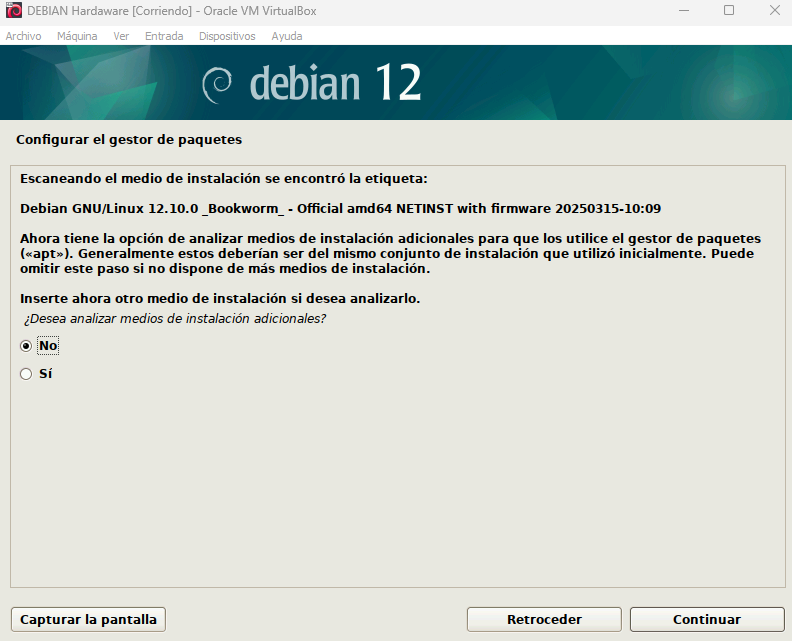 DEBIAN Hardaware [Corriendo] - Oracle VM VirtualBox
Archivo Máquina Ver Entrada Dispositivos Ayuda
debian 12
Configurar el gestor de paquetes
Escaneando el medio de instalación se encontró la etiqueta:
Debian GNU/Linux 12.10.0 _Bookworm_ - Official amd64 NETINST with firmware 20250315-10:09
Ahora tiene la opción de analizar medios de instalación adicionales para que los utilice el gestor de paquetes
(«apt»). Generalmente estos deberían ser del mismo conjunto de instalación que utilizó inicialmente. Puede
omitir este paso si no dispone de más medios de instalación.
Inserte ahora otro medio de instalación si desea analizarlo.
¿Desea analizar medios de instalación adicionales?
No
Sí
Capturar la pantalla Retroceder Continuar